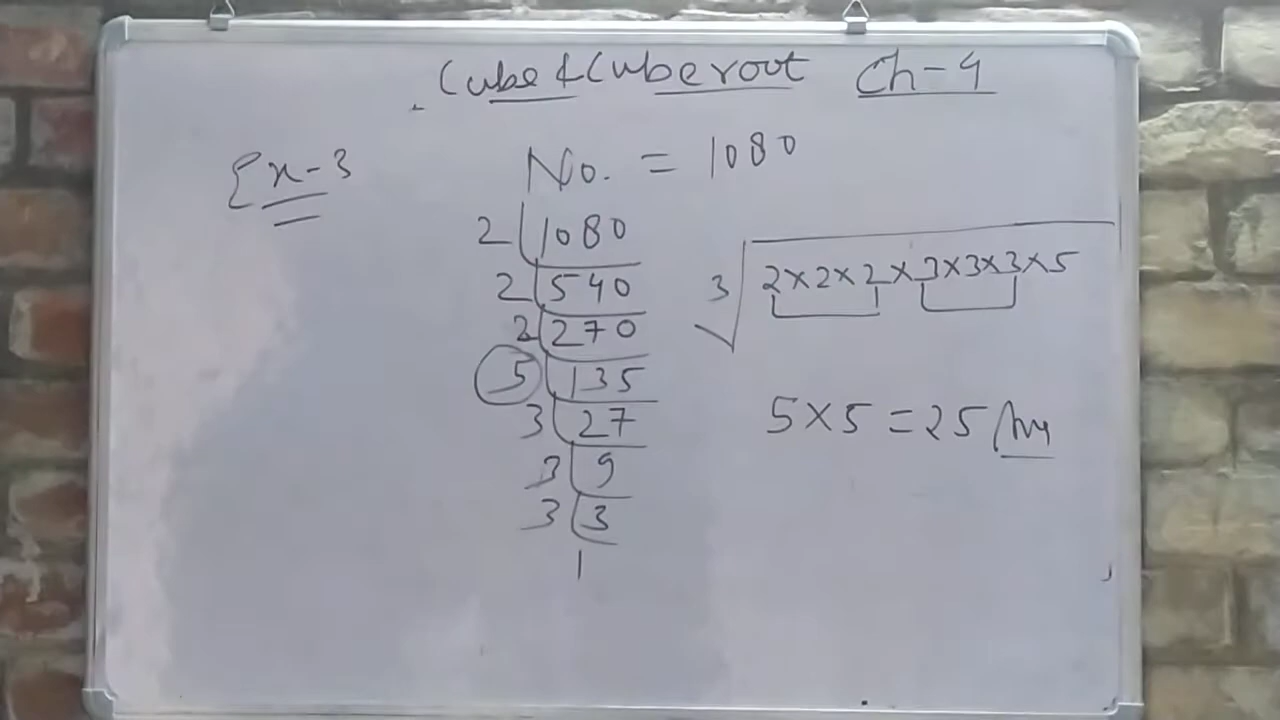 Cube & Cube root Ch-4
Ex-3
No. = 1080
2 1080
2 540
2 270
5 135
3 27
3 9
3 3
1
3√2×2×2×3×3×3×5
5×5=25 Ans